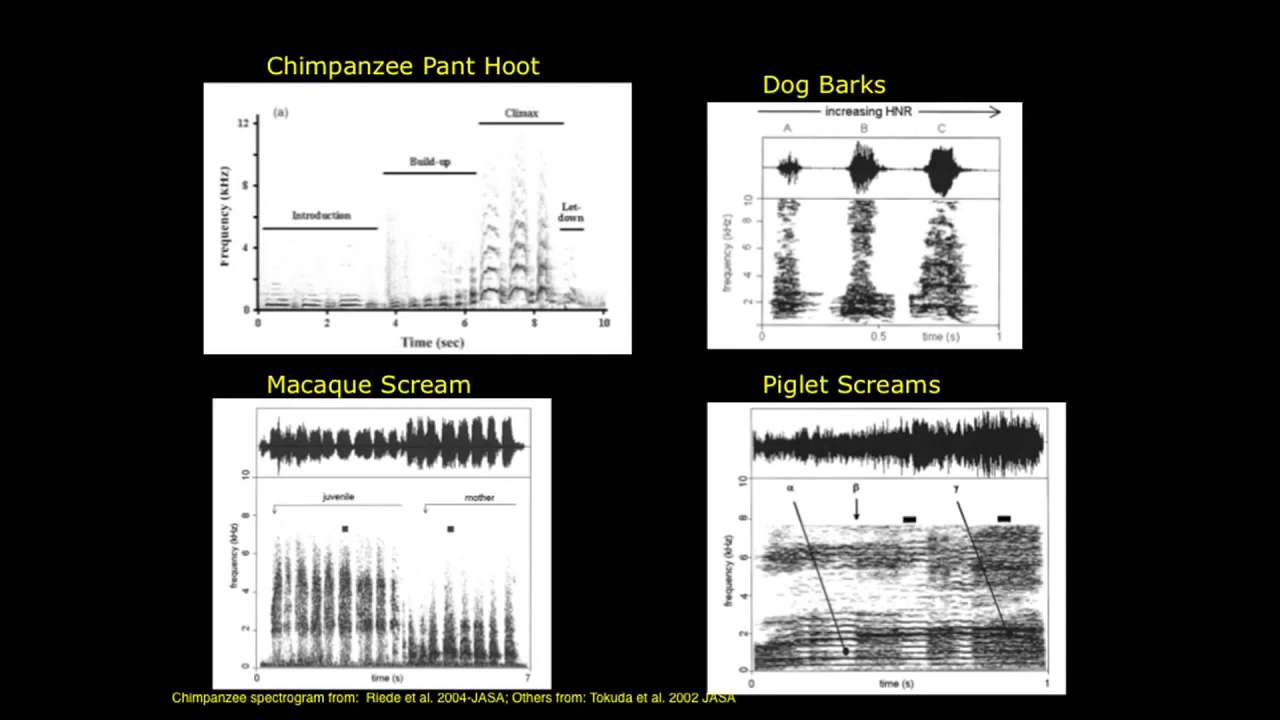 Chimpanzee Pant Hoot
(a)
Climax
Build-up
Introduction
Let-
down
12
8
4
0
Frequency (kHz)
0 2 4 6 8 10
Time (sec)
Dog Barks
increasing HNR
A B C
10
8
6
4
2
frequency (kHz)
0 0.5 time (s) 1
Macaque Scream
juvenile mother
10
8
6
4
2
0
frequency (kHz)
0 time (s) 7
Piglet Screams
α β γ
10
8
6
4
2
0
frequency (kHz)
0 time (s) 1
Chimpanzee spectrogram from: Riede et al. 2004-JASA; Others from: Tokuda et al. 2002 JASA